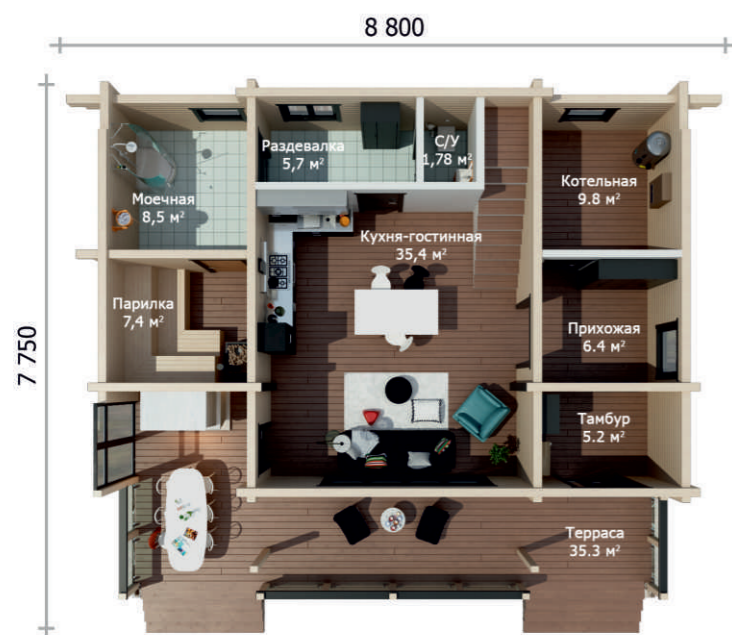 8 800
Раздевалка
5,7 м²
С/У
1,78 м²
Котельная
9.8 м²
Моечная
8,5 м²
Кухня-гостинная
35,4 м²
Парилка
7,4 м²
Прихожая
6.4 м²
7 750
Тамбур
5.2 м²
Терраса
35.3 м²